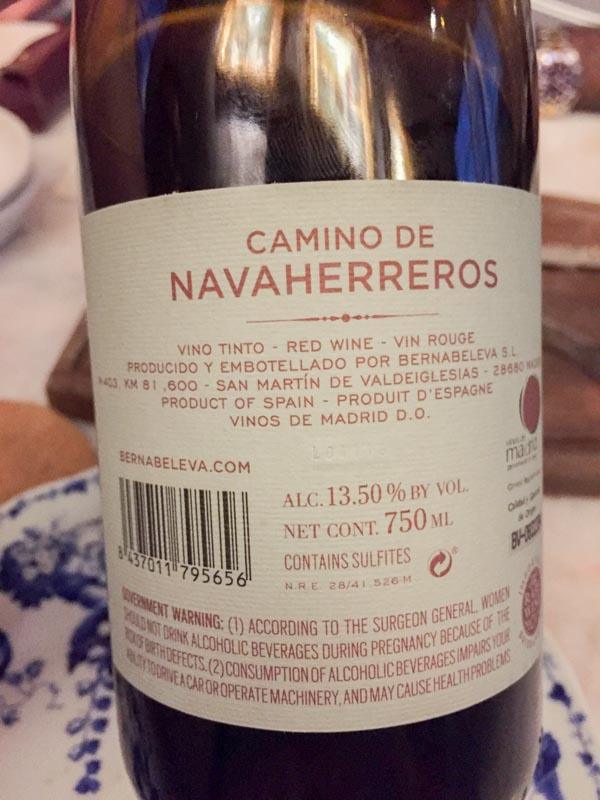 CAMINO DE
NAVAHERREROS
VINO TINTO - RED WINE - VIN ROUGE
PRODUCIDO Y EMBOTELLADO POR BERNABELEVA S.L.
KM 81 ,600 - SAN MARTÍN DE VALDEIGLESIAS - 28680 MADRID
PRODUCT OF SPAIN - PRODUIT D'ESPAGNE
VINOS DE MADRID D.O.
BERNABELEVA.COM
8 437011 795656
ALC. 13.50 % BY VOL.
NET CONT. 750 ML
CONTAINS SULFITES
N.R.E. 28/41.526-M
vinos de
madrid
GOVERNMENT WARNING: (1) ACCORDING TO THE SURGEON GENERAL, WOMEN
SHOULD NOT DRINK ALCOHOLIC BEVERAGES DURING PREGNANCY BECAUSE OF THE
RISK OF BIRTH DEFECTS. (2) CONSUMPTION OF ALCOHOLIC BEVERAGES IMPAIRS YOUR
ABILITY TO DRIVE A CAR OR OPERATE MACHINERY, AND MAY CAUSE HEALTH PROBLEMS